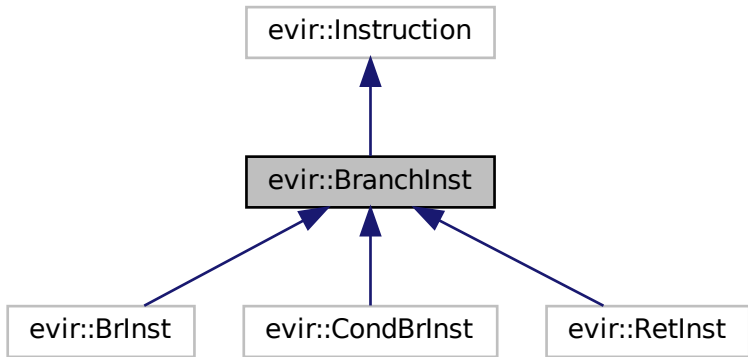 evir::Instruction
evir::BranchInst
evir::BrInst
evir::CondBrInst
evir::RetInst